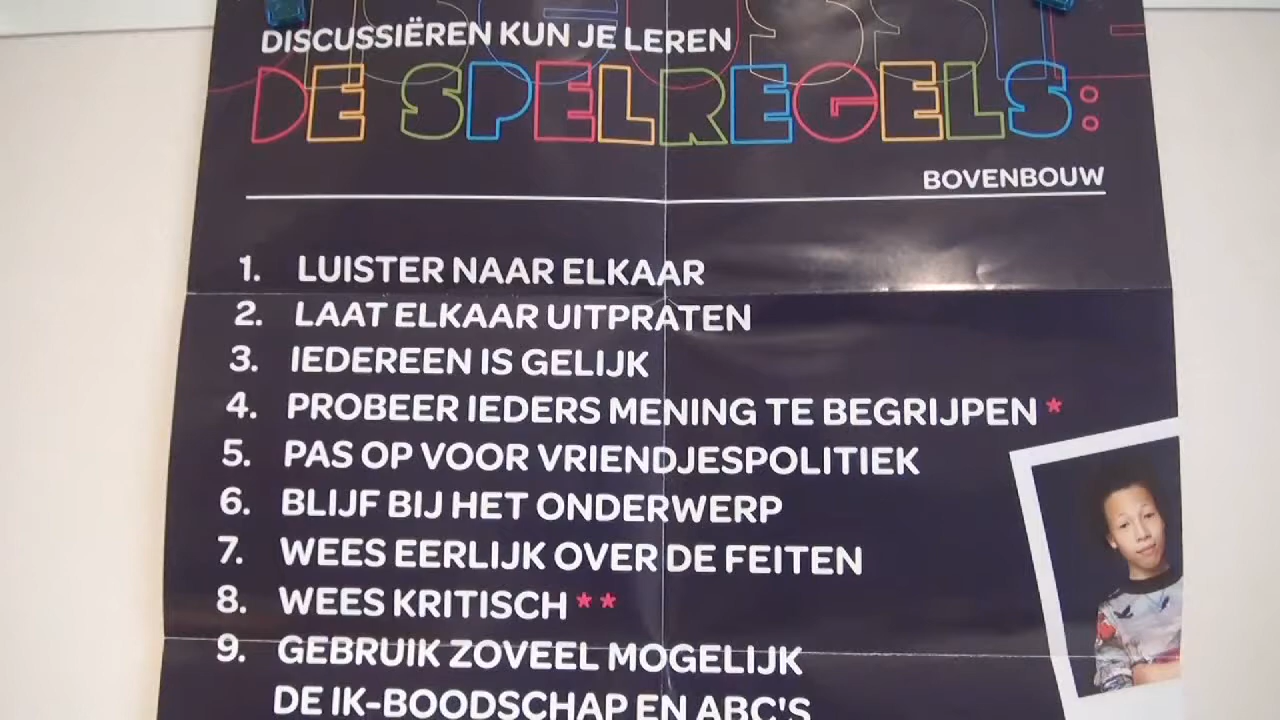 DISCUSSIËREN KUN JE LEREN
DE SPELREGELS:
BOVENBOUW
1. LUISTER NAAR ELKAAR
2. LAAT ELKAAR UITPRATEN
3. IEDEREEN IS GELIJK
4. PROBEER IEDERS MENING TE BEGRIJPEN *
5. PAS OP VOOR VRIENDJESPOLITIEK
6. BLIJF BIJ HET ONDERWERP
7. WEES EERLIJK OVER DE FEITEN
8. WEES KRITISCH * *
9. GEBRUIK ZOVEEL MOGELIJK
DE IK-BOODSCHAP EN ABC'S